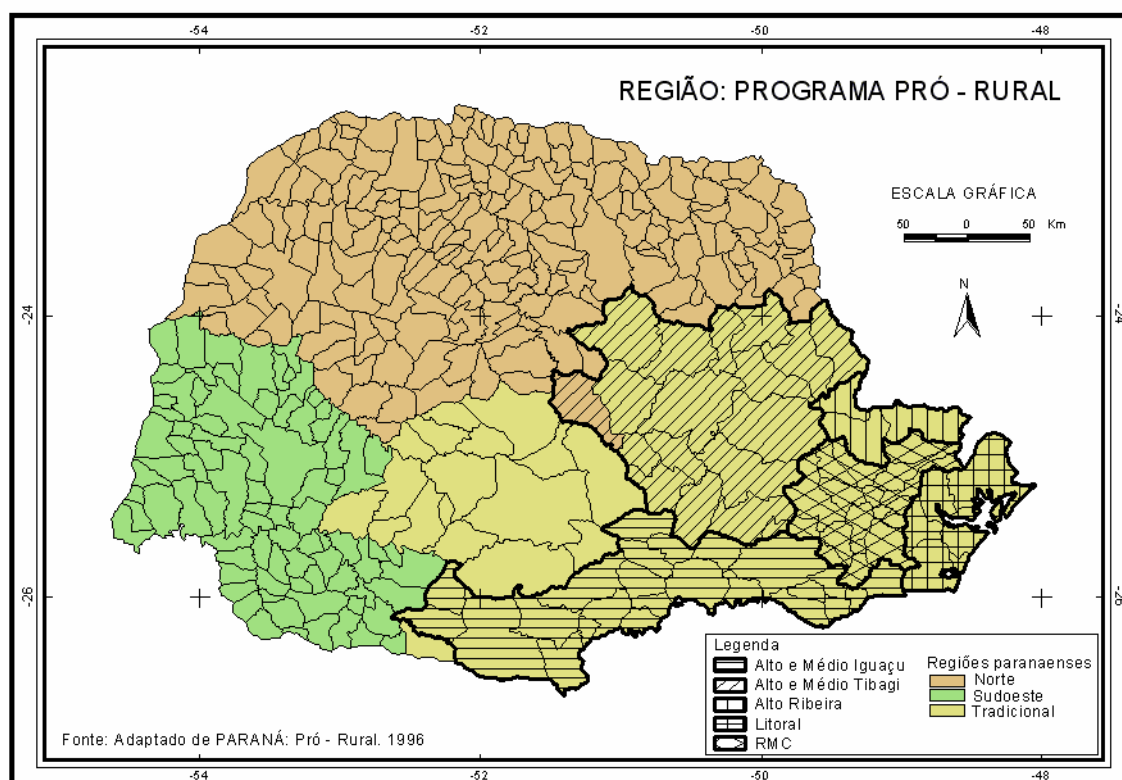 -54 -52 -50 -48
REGIÃO: PROGRAMA PRÓ - RURAL
ESCALA GRÁFICA
50 0 50 Km
N
-24 -24
-26 -26
Legenda
Alto e Médio Iguaçu
Alto e Médio Tibagi
Alto Ribeira
Litoral
RMC
Regiões paranaenses
Norte
Sudoeste
Tradicional
Fonte: Adaptado de PARANÁ: Pró - Rural. 1996
-54 -52 -50 -48